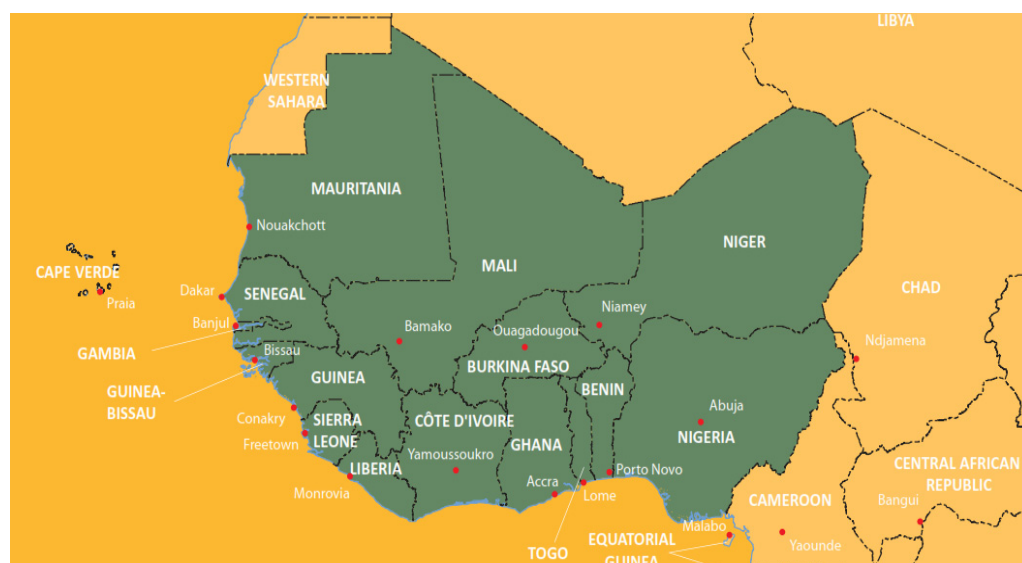 LIBYA
WESTERN
SAHARA
MAURITANIA
Nouakchott
NIGER
MALI
CAPE VERDE
Praia
Dakar
SENEGAL
CHAD
Niamey
Banjul
Bamako
Ouagadougou
Ndjamena
GAMBIA
Bissau
BURKINA FASO
GUINEA
BENIN
GUINEA-
BISSAU
Abuja
Conakry
SIERRA
LEONE
CÔTE D'IVOIRE
GHANA
NIGERIA
Freetown
Yamoussoukro
LIBERIA
Porto Novo
CENTRAL AFRICAN
REPUBLIC
Monrovia
Accra
Lome
CAMEROON
Bangui
Malabo
TOGO
EQUATORIAL
GUINEA
Yaounde